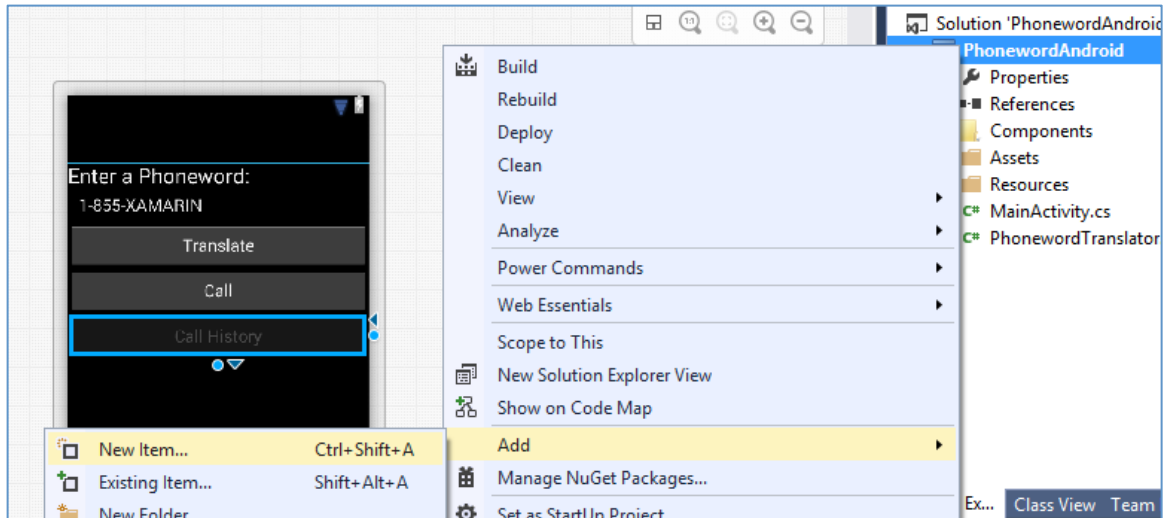 1:1
Solution 'PhonewordAndroid
PhonewordAndroid
Properties
References
Components
Assets
Resources
C# MainActivity.cs
C# PhonewordTranslator
Enter a Phoneword:
1-855-XAMARIN
Translate
Call
Call History
Build
Rebuild
Deploy
Clean
View
Analyze
Power Commands
Web Essentials
Scope to This
New Solution Explorer View
Show on Code Map
Add
Manage NuGet Packages...
Set as StartUp Project
New Item... Ctrl+Shift+A
Existing Item... Shift+Alt+A
New Folder
Ex... Class View Team